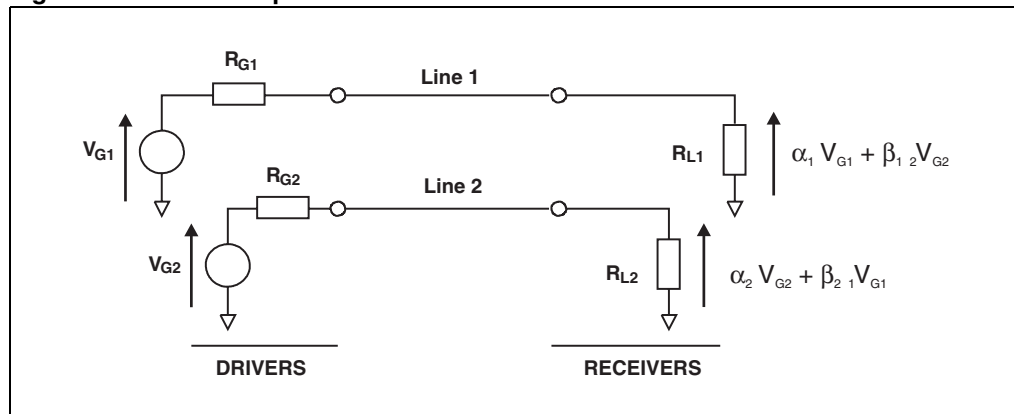 R_G1
Line 1
V_G1
R_L1
α₁ V_G1 + β₁ ₂V_G2
R_G2
Line 2
V_G2
R_L2
α₂ V_G2 + β₂ ₁V_G1
DRIVERS
RECEIVERS